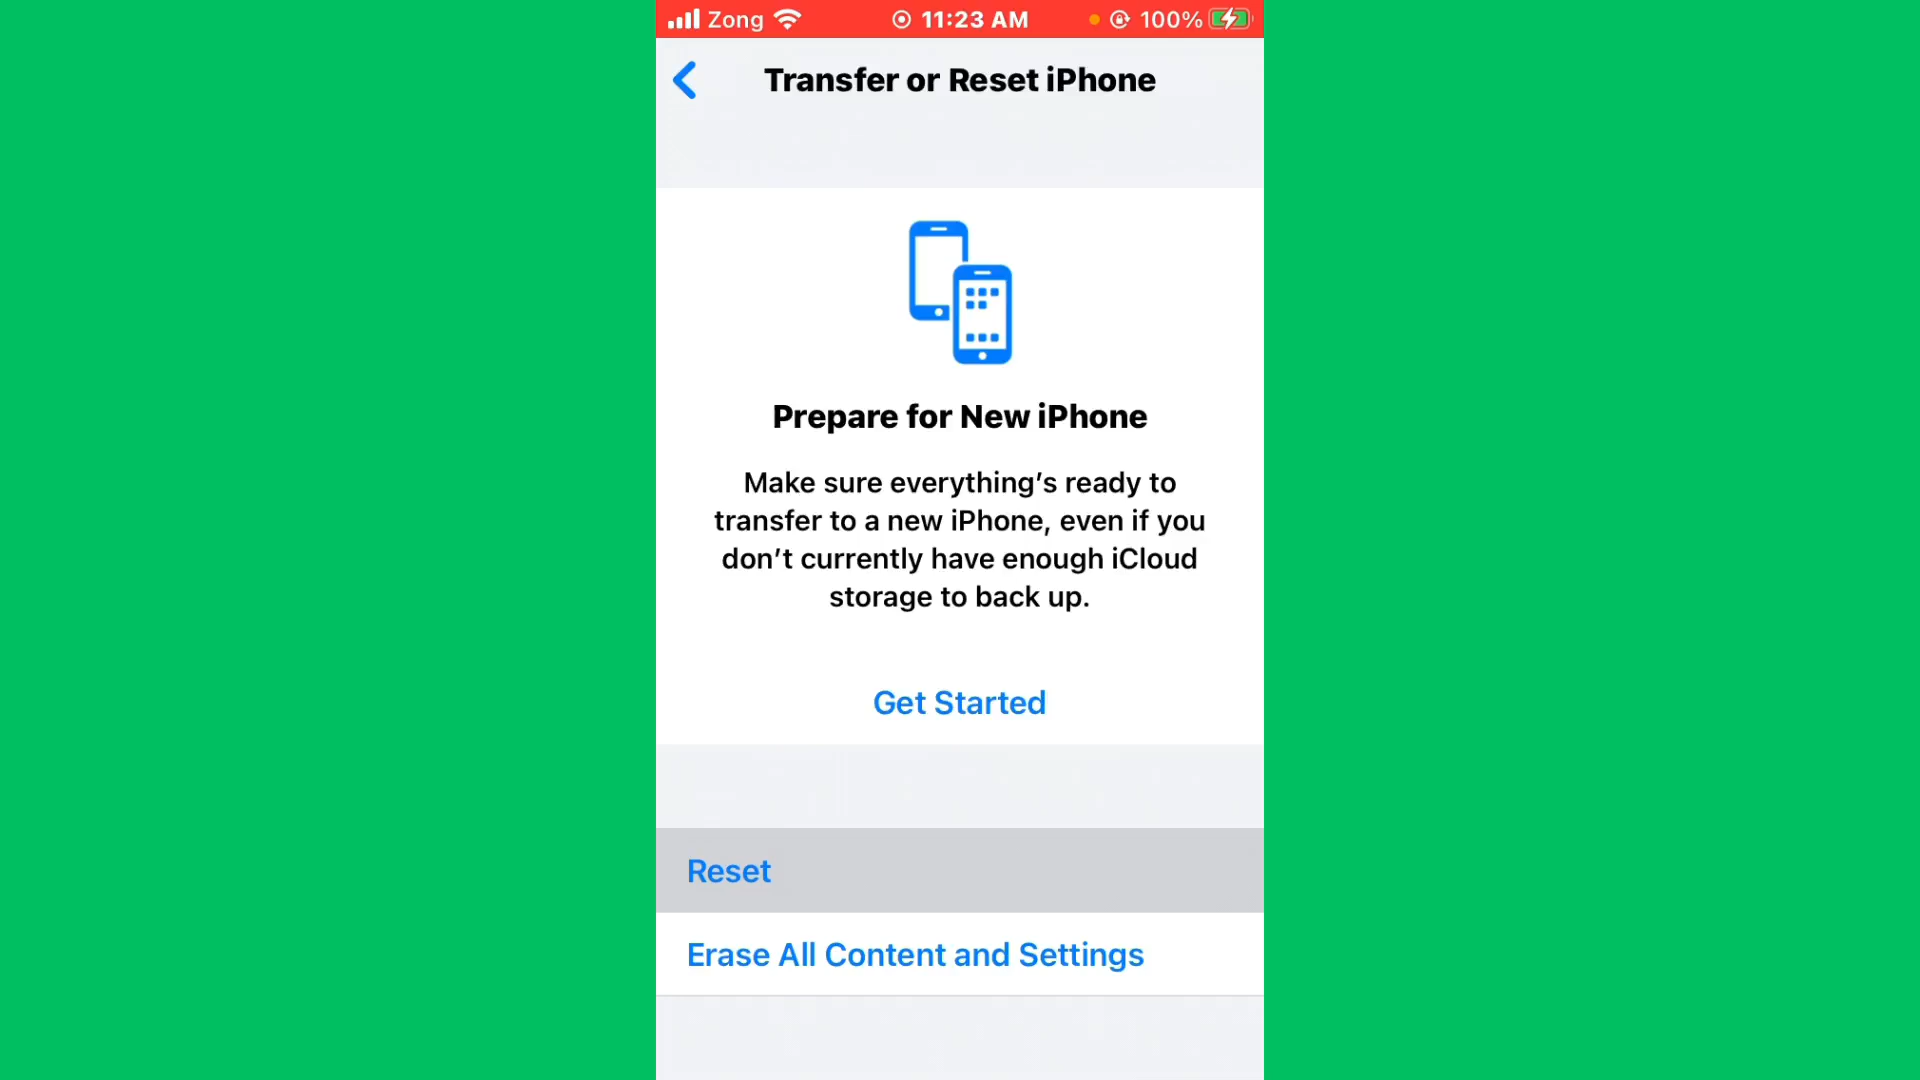 Zong 11:23 AM 100%
Transfer or Reset iPhone
Prepare for New iPhone
Make sure everything’s ready to
transfer to a new iPhone, even if you
don’t currently have enough iCloud
storage to back up.
Get Started
Reset
Erase All Content and Settings